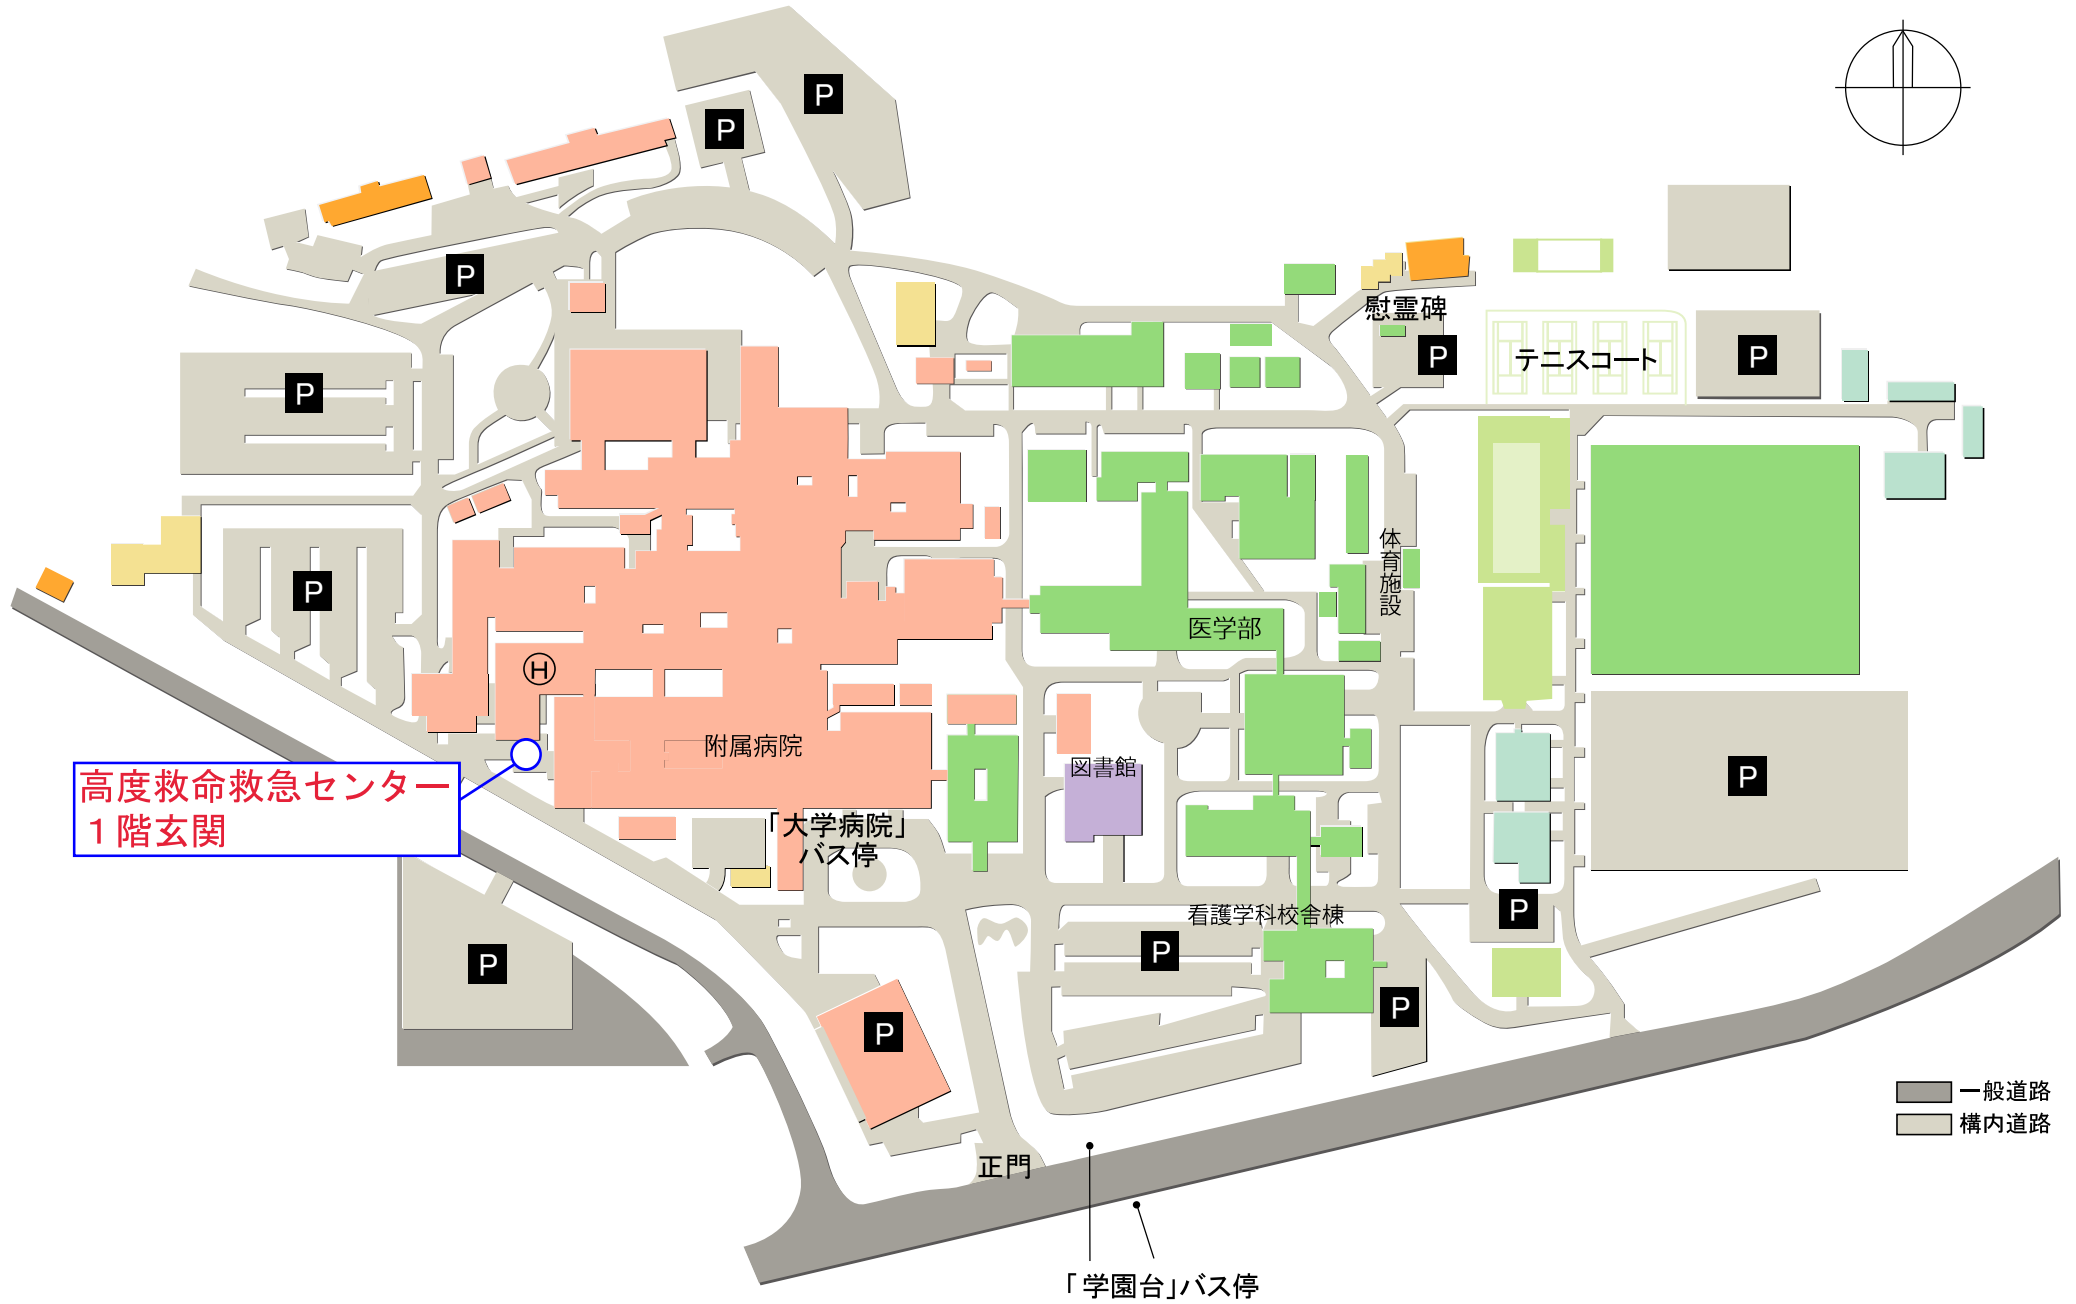 P
P
P
慰霊碑
P
テニスコート
P
P
体育施設
P
医学部
H
附属病院
図書館
高度救命救急センター
１階玄関
P
「大学病院」
バス停
看護学科校舎棟
P
P
P
P
P
一般道路
構内道路
正門
「学園台」バス停